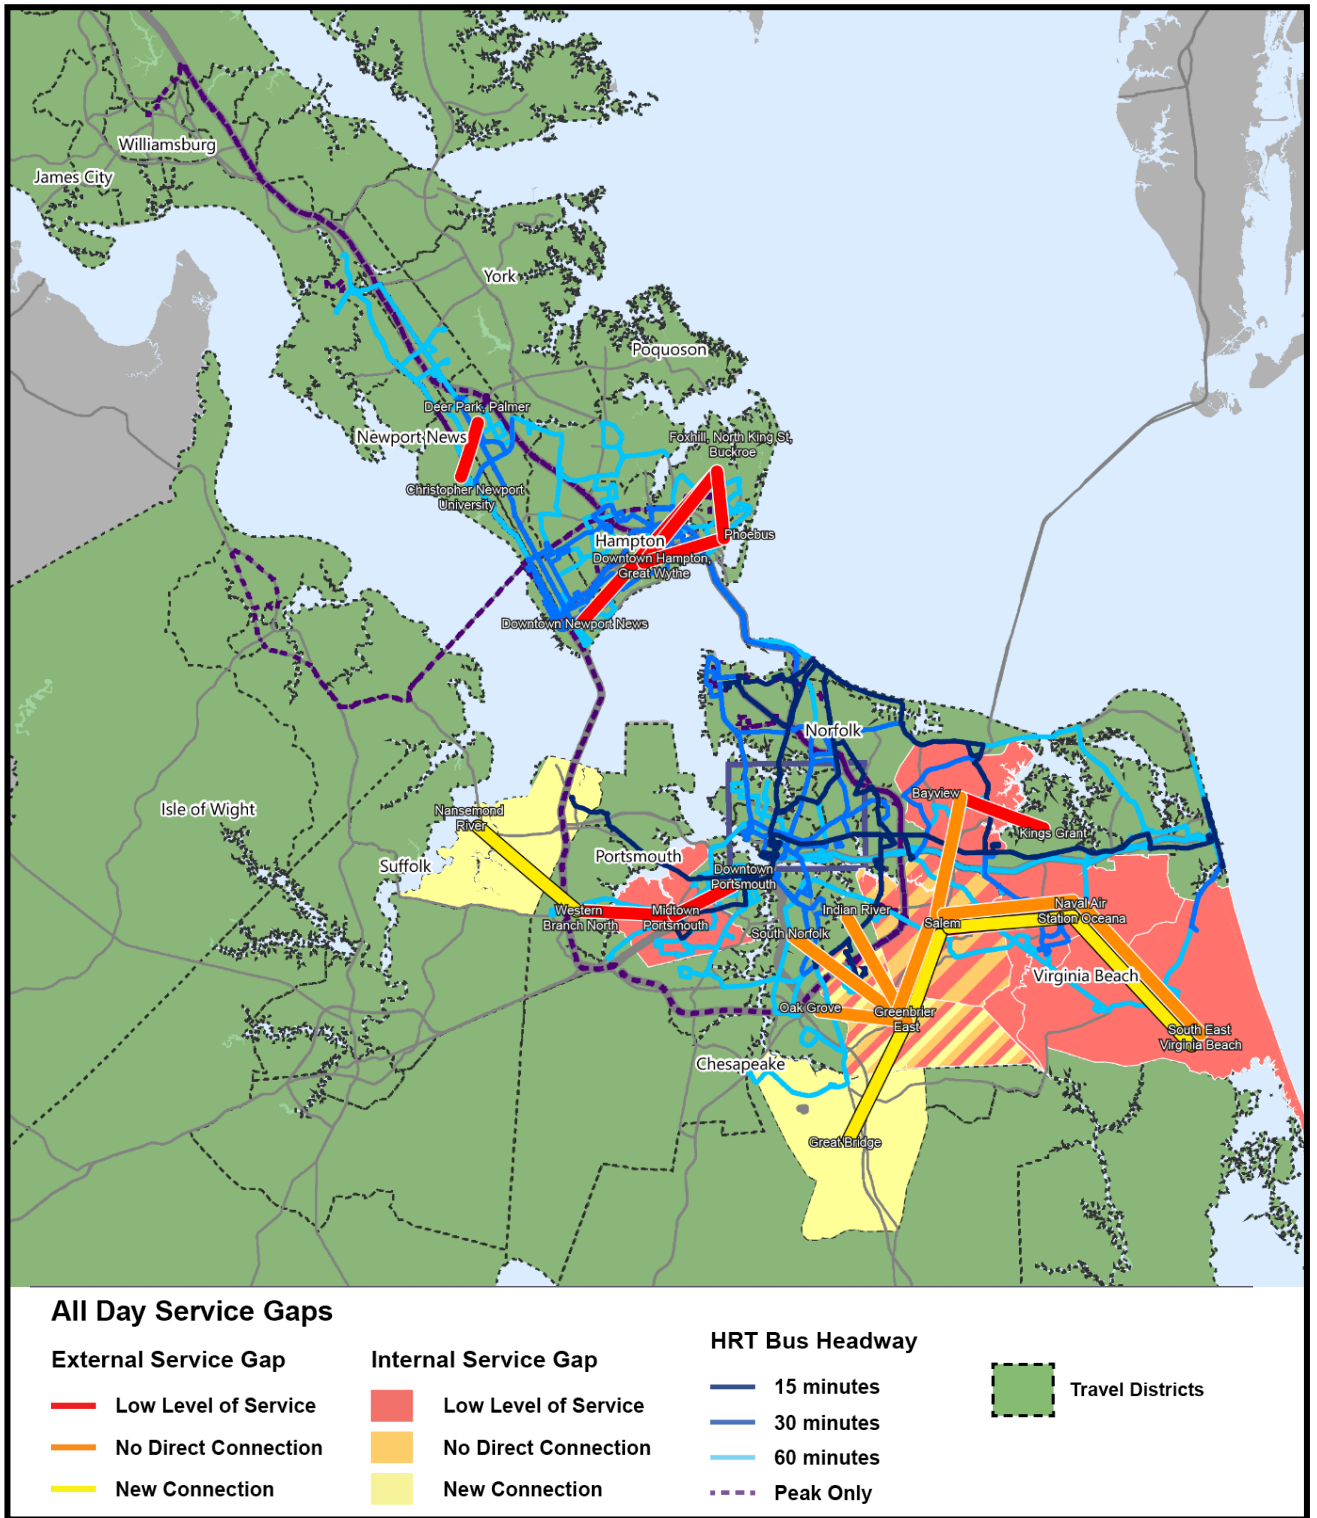 Williamsburg
James City
York
Poquoson
Deer Park, Palmer
Newport News
Foxhill, North King St,
Buckroe
Christopher Newport
University
Phoebus
Hampton
Downtown Hampton,
Great Wythe
Downtown Newport News
Norfolk
Bayview
Kings Grant
Isle of Wight
Nansemond
River
Portsmouth
Suffolk
Downtown
Portsmouth
Western
Branch North
Midtown
Portsmouth
Indian River
South Norfolk
Salem
Naval Air
Station Oceana
Virginia Beach
Oak Grove
Greenbrier
East
South East
Virginia Beach
Chesapeake
Great Bridge
All Day Service Gaps
External Service Gap
Low Level of Service
No Direct Connection
New Connection
Internal Service Gap
Low Level of Service
No Direct Connection
New Connection
HRT Bus Headway
15 minutes
30 minutes
60 minutes
Peak Only
Travel Districts